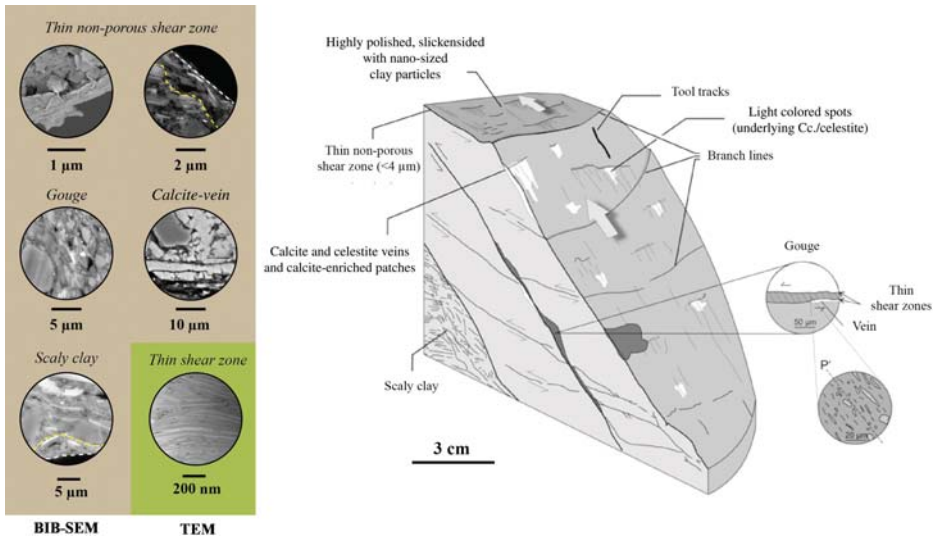 Thin non-porous shear zone
1 µm
2 µm
Gouge
Calcite-vein
5 µm
10 µm
Scaly clay
Thin shear zone
5 µm
200 nm
BIB-SEM
TEM
Highly polished, slickensided
with nano-sized
clay particles
Tool tracks
Light colored spots
(underlying Cc./celestite)
Thin non-porous
shear zone (<4 µm)
Branch lines
Calcite and celestite veins
and calcite-enriched patches
Gouge
Thin
shear zones
50 µm
Vein
Scaly clay
P'
20 µm
3 cm